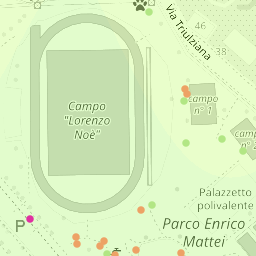 Via Triulziana
46
38
Campo
"Lorenzo
Noè"
campo
n° 1
campo
n° 2
Palazzetto
polivalente
P
Parco Enrico
Mattei